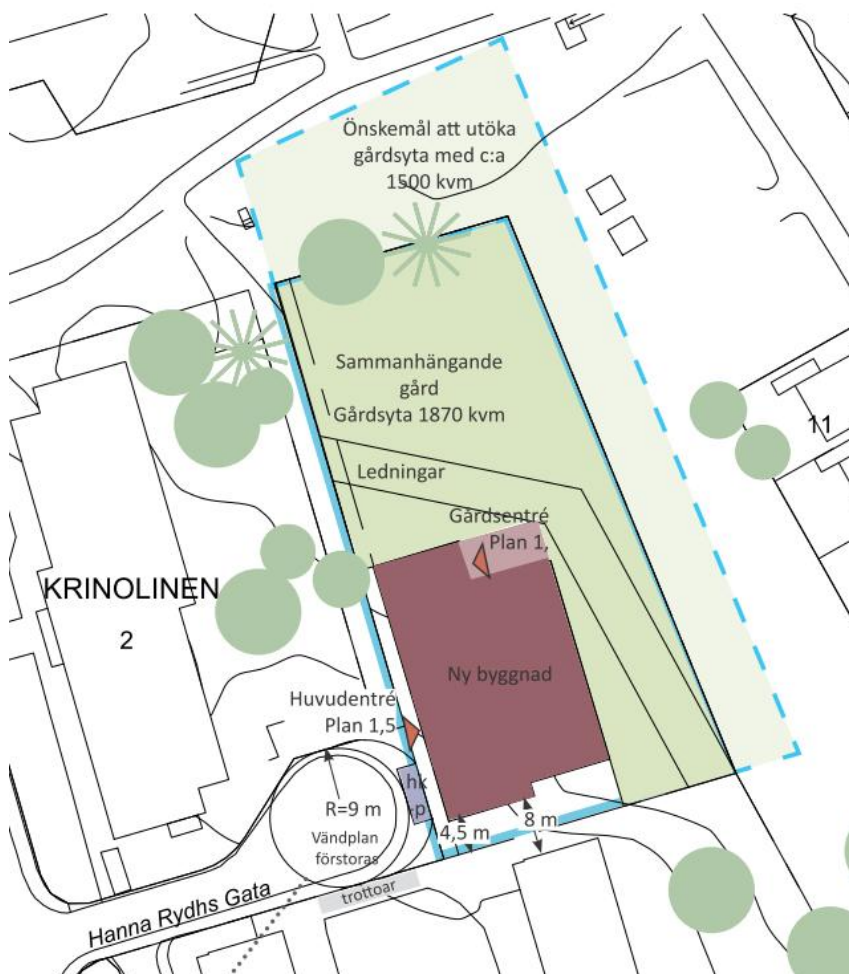 Önskemål att utöka
gårdsyta med c:a
1500 kvm
Sammanhängande
gård
Gårdsyta 1870 kvm
11
Ledningar
Gårdsentré
Plan 1,
KRINOLINEN
2
Ny byggnad
Huvudentré
Plan 1,5
hk
p
R=9 m
Vändplan
förstoras
4,5 m
8 m
trottoar
Hanna Rydhs Gata